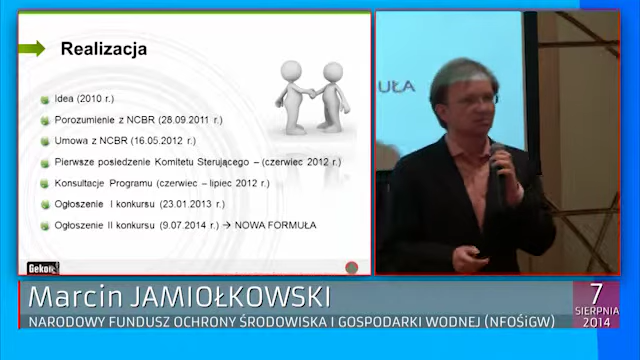 Realizacja
Idea (2010 r.)
Porozumienie z NCBR (28.09.2011 r.)
Umowa z NCBR (16.05.2012 r.)
Pierwsze posiedzenie Komitetu Sterującego – (czerwiec 2012 r.)
Konsultacje Programu (czerwiec – lipiec 2012 r.)
Ogłoszenie I konkursu (23.01.2013 r.)
Ogłoszenie II konkursu (9.07.2014 r.) → NOWA FORMUŁA
Gekon
UŁA
Marcin JAMIOŁKOWSKI
NARODOWY FUNDUSZ OCHRONY ŚRODOWISKA I GOSPODARKI WODNEJ (NFOŚiGW)
7
SIERPNIA
2014